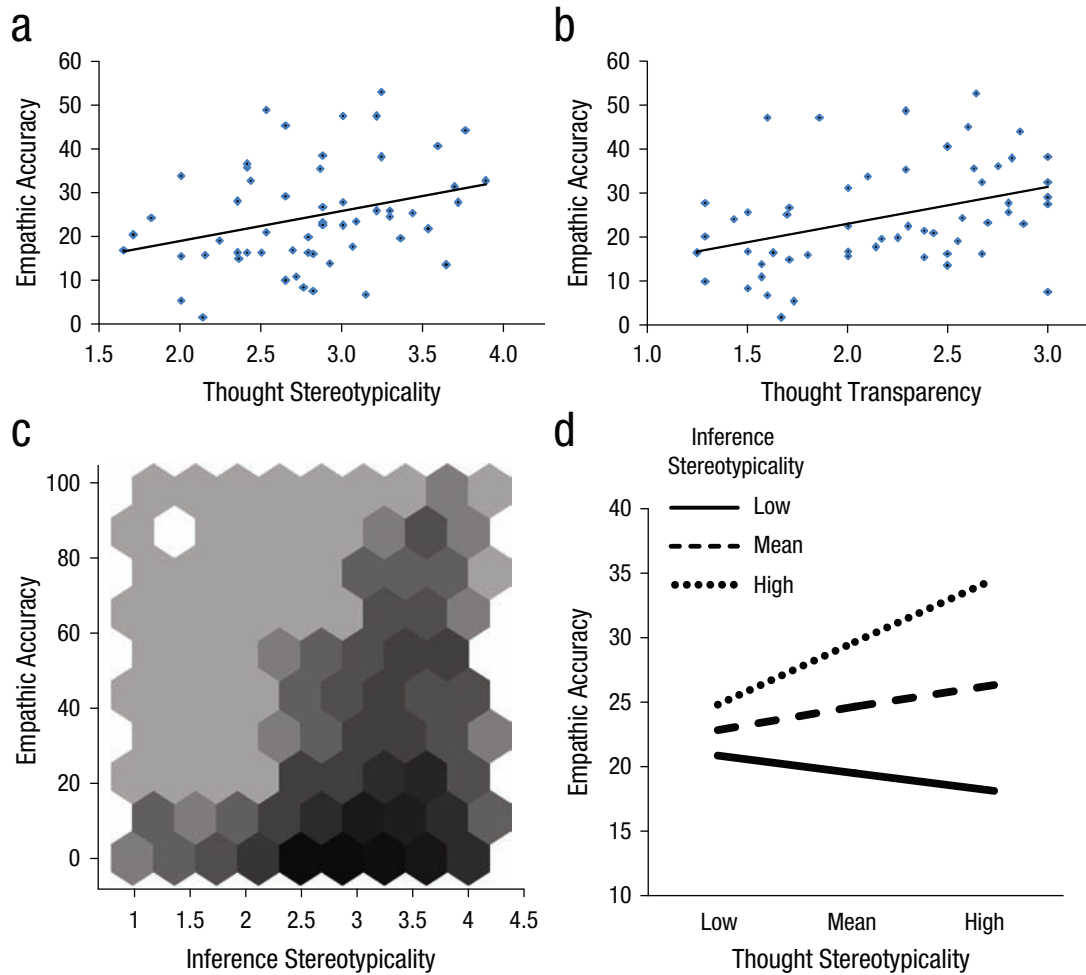 a
60
50
40
30
20
10
0
Empathic Accuracy
1.5 2.0 2.5 3.0 3.5 4.0
Thought Stereotypicality
b
60
50
40
30
20
10
0
Empathic Accuracy
1.0 1.5 2.0 2.5 3.0
Thought Transparency
c
100
80
60
40
20
0
Empathic Accuracy
1 1.5 2 2.5 3 3.5 4 4.5
Inference Stereotypicality
d
Inference
Stereotypicality
Low
Mean
High
40
35
30
25
20
15
10
Empathic Accuracy
Low Mean High
Thought Stereotypicality